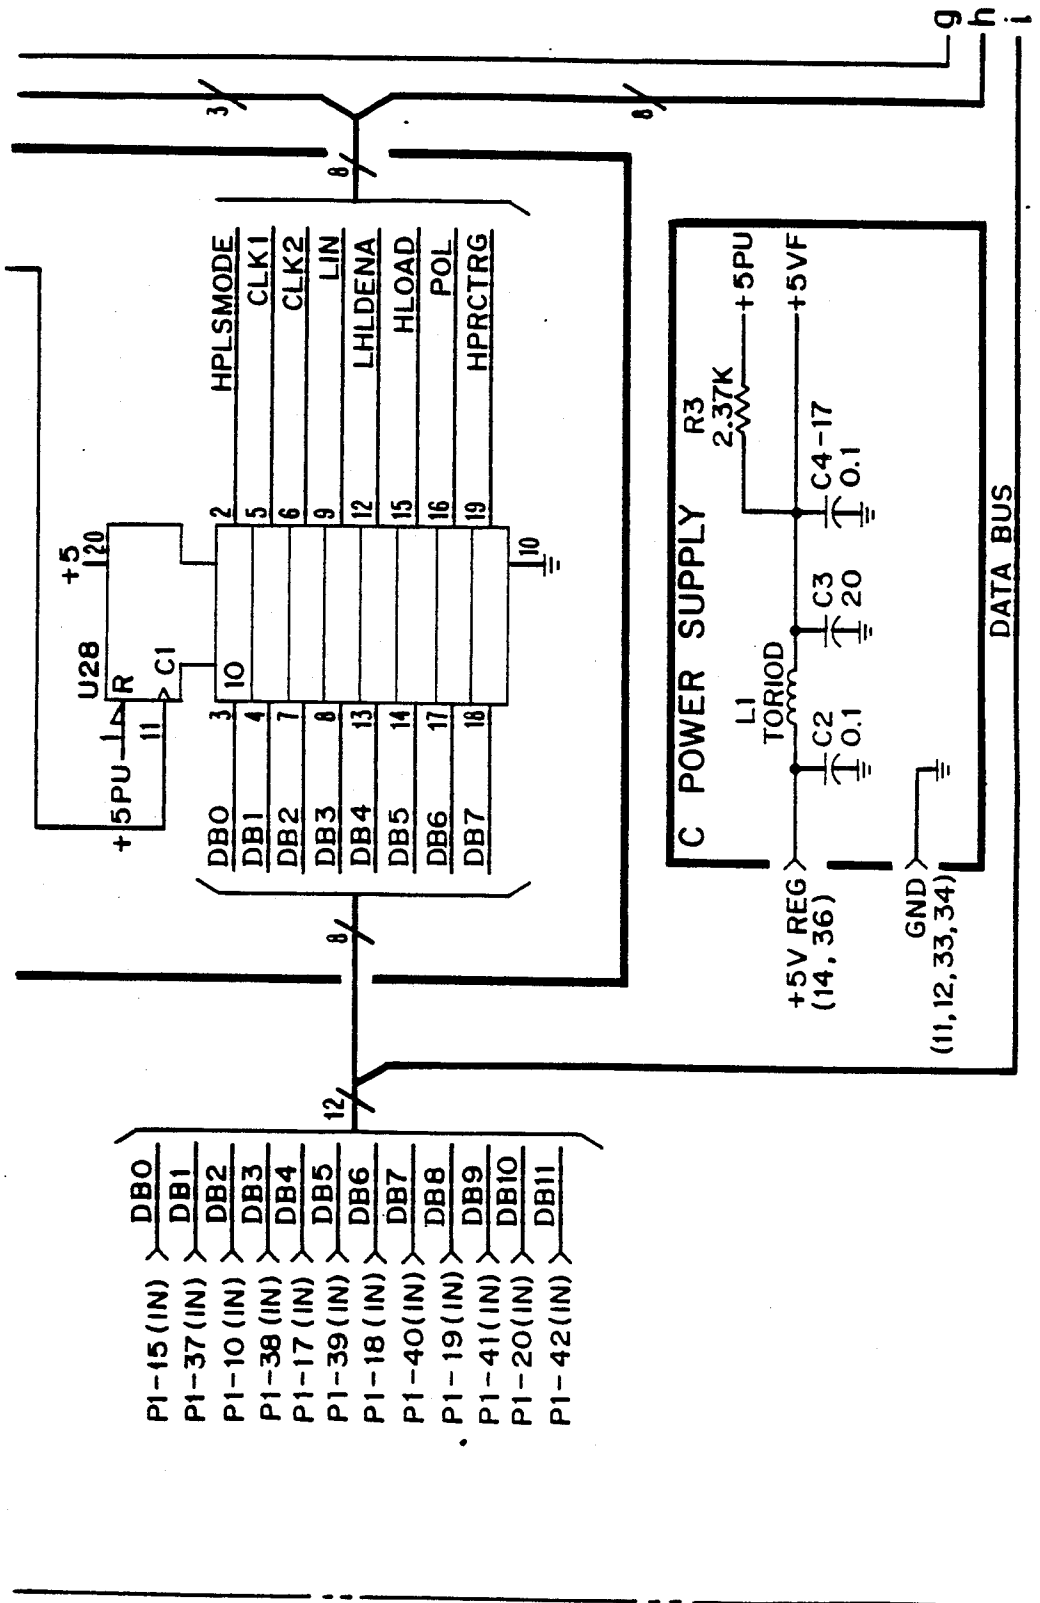 +5
20
U28
+5PU
1
R
11
C1
1D
DB0
3
2
HPLSMODE
DB1
4
5
CLK1
DB2
7
6
CLK2
DB3
8
9
LIN
DB4
13
12
LHLDENA
DB5
14
15
HLOAD
DB6
17
16
POL
DB7
18
19
HPRCTRG
10
3
8
8
8
12
P1-15(IN) DB0
P1-37(IN) DB1
P1-10(IN) DB2
P1-38(IN) DB3
P1-17(IN) DB4
P1-39(IN) DB5
P1-18(IN) DB6
P1-40(IN) DB7
P1-19(IN) DB8
P1-41(IN) DB9
P1-20(IN) DB10
P1-42(IN) DB11
C POWER SUPPLY
R3
2.37K
+5PU
L1
TORIOD
+5VF
+5V REG
(14,36)
C2
0.1
C3
20
C4-17
0.1
GND
(11,12,33,34)
DATA BUS
g
h
i